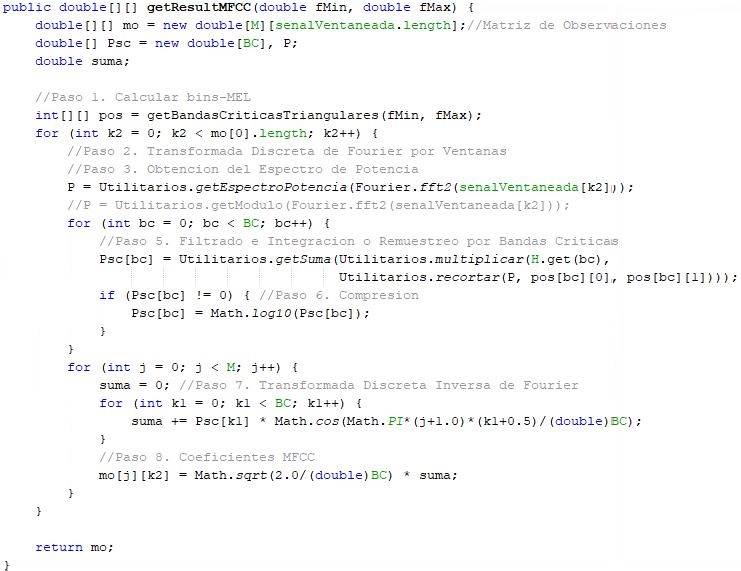 public double[][] getResultMFCC(double fMin, double fMax) {
double[][] mo = new double[M][senalVentaneada.length];//Matriz de Observaciones
double[] Psc = new double[BC], P;
double suma;
//Paso 1. Calcular bins-MEL
int[][] pos = getBandasCriticasTriangulares(fMin, fMax);
for (int k2 = 0; k2 < mo[0].length; k2++) {
//Paso 2. Transformada Discreta de Fourier por Ventanas
//Paso 3. Obtencion del Espectro de Potencia
P = Utilitarios.getEspectroPotencia(Fourier.fft2(senalVentaneada[k2]));
//P = Utilitarios.getModulo(Fourier.fft2(senalVentaneada[k2]));
for (int bc = 0; bc < BC; bc++) {
//Paso 5. Filtrado e Integracion o Remuestreo por Bandas Criticas
Psc[bc] = Utilitarios.getSuma(Utilitarios.multiplicar(H.get(bc),
Utilitarios.recortar(P, pos[bc][0], pos[bc][1])));
if (Psc[bc] != 0) { //Paso 6. Compresion
Psc[bc] = Math.log10(Psc[bc]);
}
}
for (int j = 0; j < M; j++) {
suma = 0; //Paso 7. Transformada Discreta Inversa de Fourier
for (int k1 = 0; k1 < BC; k1++) {
suma += Psc[k1] * Math.cos(Math.PI*(j+1.0)*(k1+0.5)/(double)BC);
}
//Paso 8. Coeficientes MFCC
mo[j][k2] = Math.sqrt(2.0/(double)BC) * suma;
}
}
return mo;
}